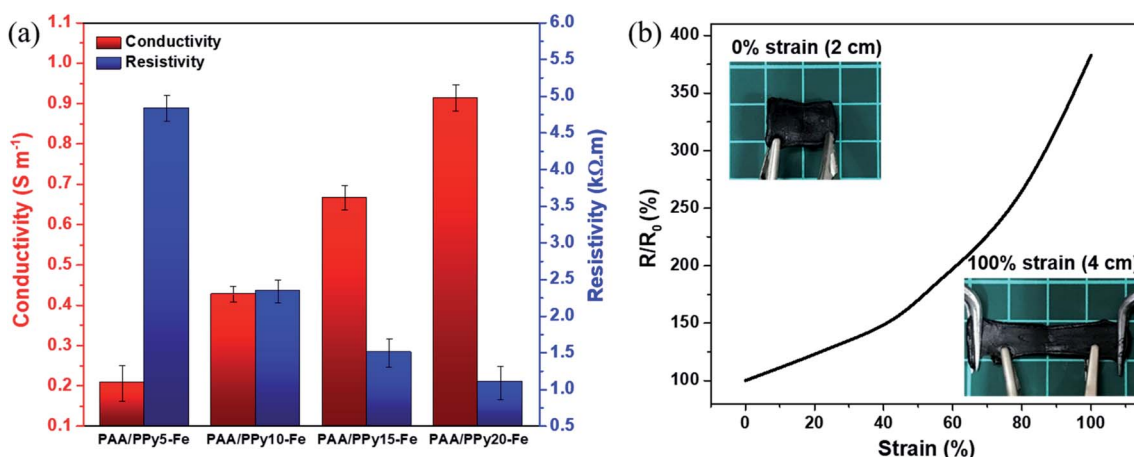 (a)
Conductivity
Resistivity
Conductivity (S m⁻¹)
1.1
1.0
0.9
0.8
0.7
0.6
0.5
0.4
0.3
0.2
0.1
Resistivity (kΩ.m)
6.0
5.5
5.0
4.5
4.0
3.5
3.0
2.5
2.0
1.5
1.0
0.5
PAA/PPy5-Fe PAA/PPy10-Fe PAA/PPy15-Fe PAA/PPy20-Fe
(b)
0% strain (2 cm)
100% strain (4 cm)
R/R₀ (%)
400
350
300
250
200
150
100
0 20 40 60 80 100
Strain (%)